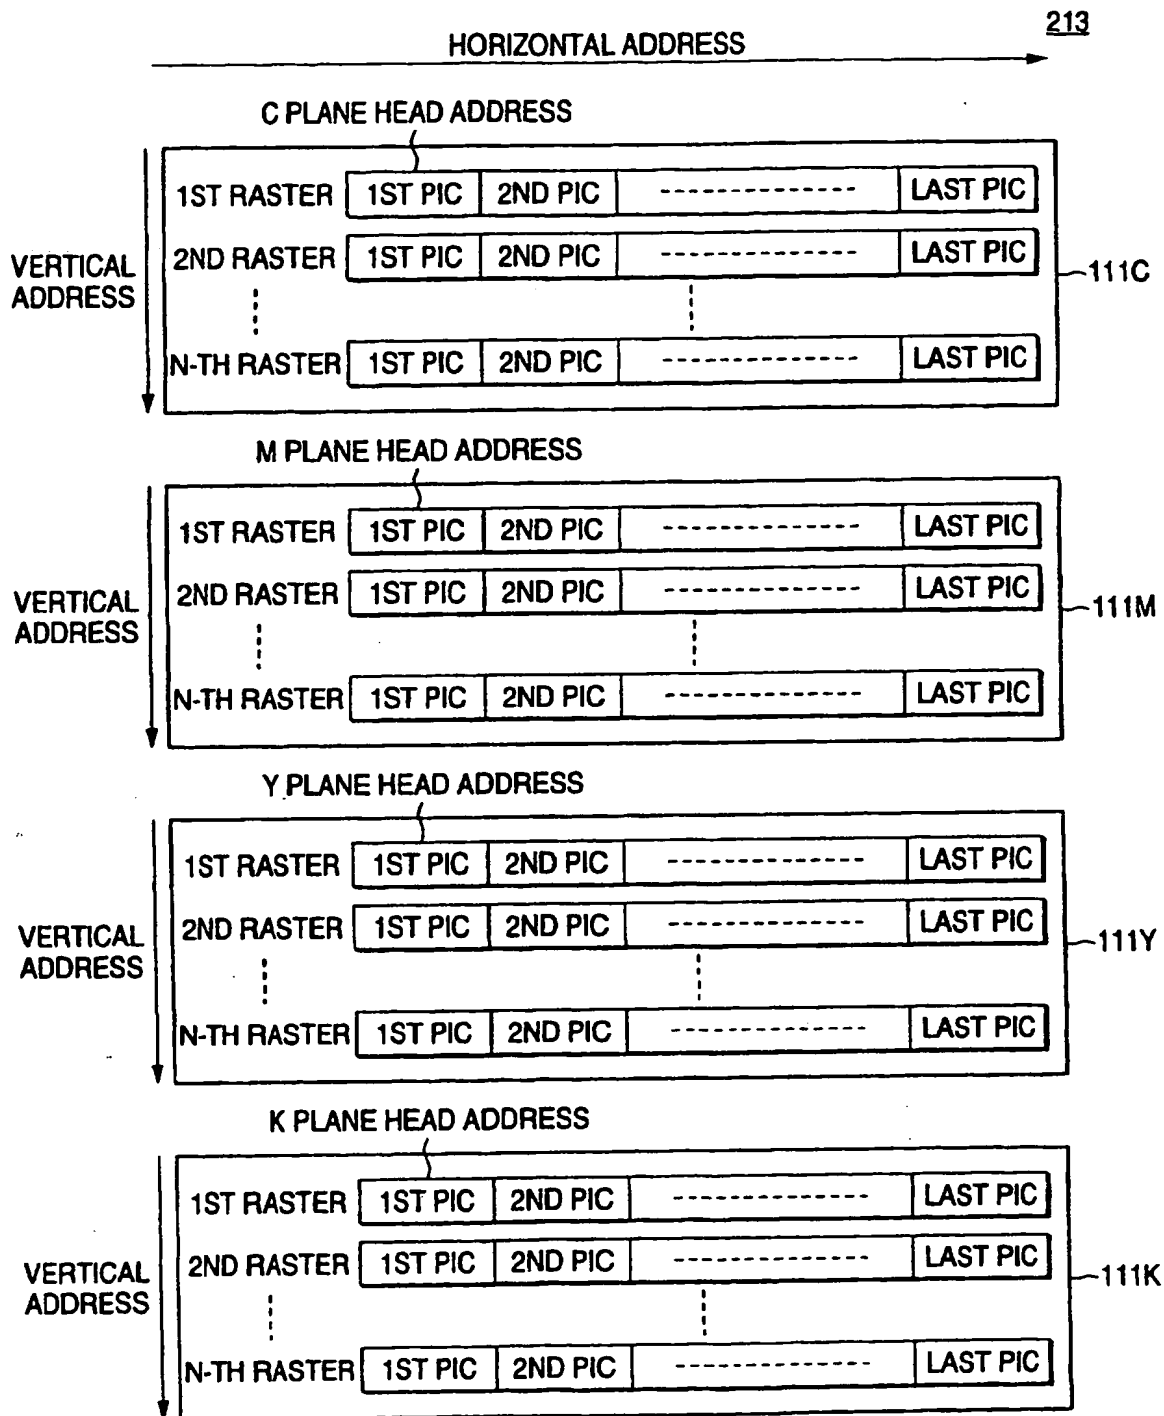 213
HORIZONTAL ADDRESS
C PLANE HEAD ADDRESS
1ST RASTER 1ST PIC 2ND PIC LAST PIC
2ND RASTER 1ST PIC 2ND PIC LAST PIC
VERTICAL
ADDRESS
111C
N-TH RASTER 1ST PIC 2ND PIC LAST PIC
M PLANE HEAD ADDRESS
1ST RASTER 1ST PIC 2ND PIC LAST PIC
2ND RASTER 1ST PIC 2ND PIC LAST PIC
VERTICAL
ADDRESS
111M
N-TH RASTER 1ST PIC 2ND PIC LAST PIC
Y PLANE HEAD ADDRESS
1ST RASTER 1ST PIC 2ND PIC LAST PIC
2ND RASTER 1ST PIC 2ND PIC LAST PIC
VERTICAL
ADDRESS
111Y
N-TH RASTER 1ST PIC 2ND PIC LAST PIC
K PLANE HEAD ADDRESS
1ST RASTER 1ST PIC 2ND PIC LAST PIC
2ND RASTER 1ST PIC 2ND PIC LAST PIC
VERTICAL
ADDRESS
111K
N-TH RASTER 1ST PIC 2ND PIC LAST PIC